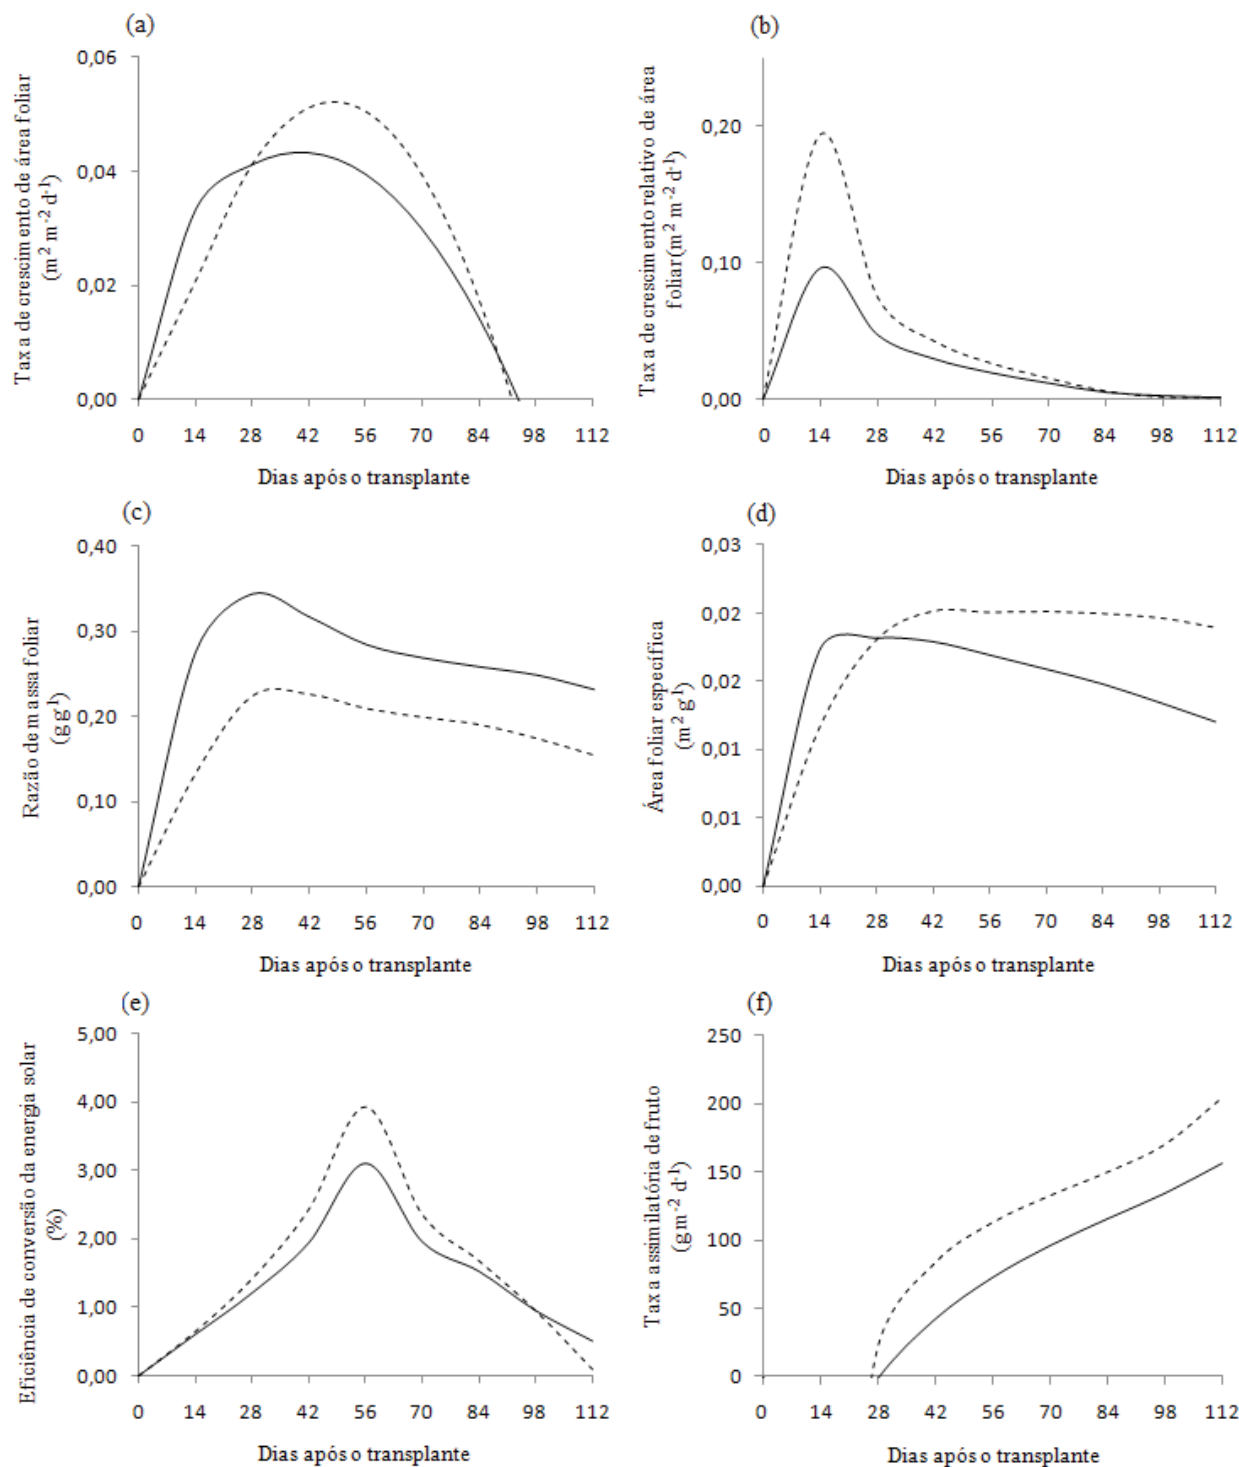 (a)
Taxa de crescimento de área foliar
(m² m⁻² d⁻¹)
0,06
0,04
0,02
0,00
0 14 28 42 56 70 84 98 112
Dias após o transplante
(b)
Taxa de crescimento relativo de área
foliar (m² m⁻² d⁻¹)
0,20
0,10
0,00
0 14 28 42 56 70 84 98 112
Dias após o transplante
(c)
Razão de massa foliar
(g g⁻¹)
0,40
0,30
0,20
0,10
0,00
0 14 28 42 56 70 84 98 112
Dias após o transplante
(d)
Área foliar específica
(m² g⁻¹)
0,03
0,02
0,02
0,01
0,01
0,00
0 14 28 42 56 70 84 98 112
Dias após o transplante
(e)
Eficiência de conversão da energia solar
(%)
5,00
4,00
3,00
2,00
1,00
0,00
0 14 28 42 56 70 84 98 112
Dias após o transplante
(f)
Taxa assimilatória de fruto
(g m⁻² d⁻¹)
250
200
150
100
50
0
0 14 28 42 56 70 84 98 112
Dias após o transplante